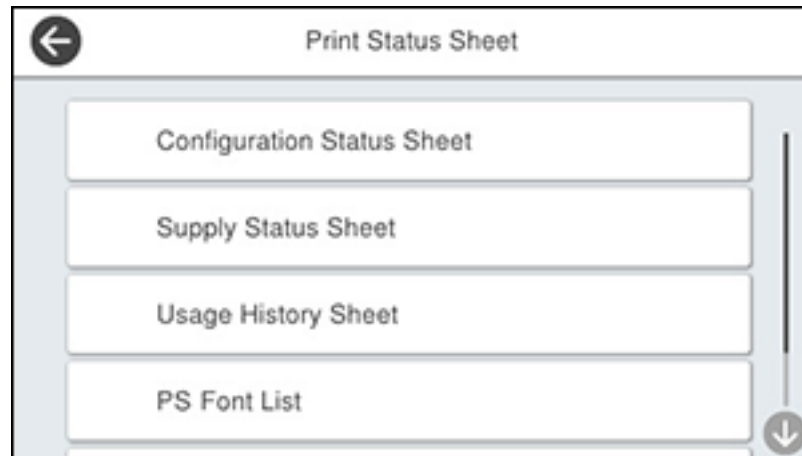 Print Status Sheet
Configuration Status Sheet
Supply Status Sheet
Usage History Sheet
PS Font List